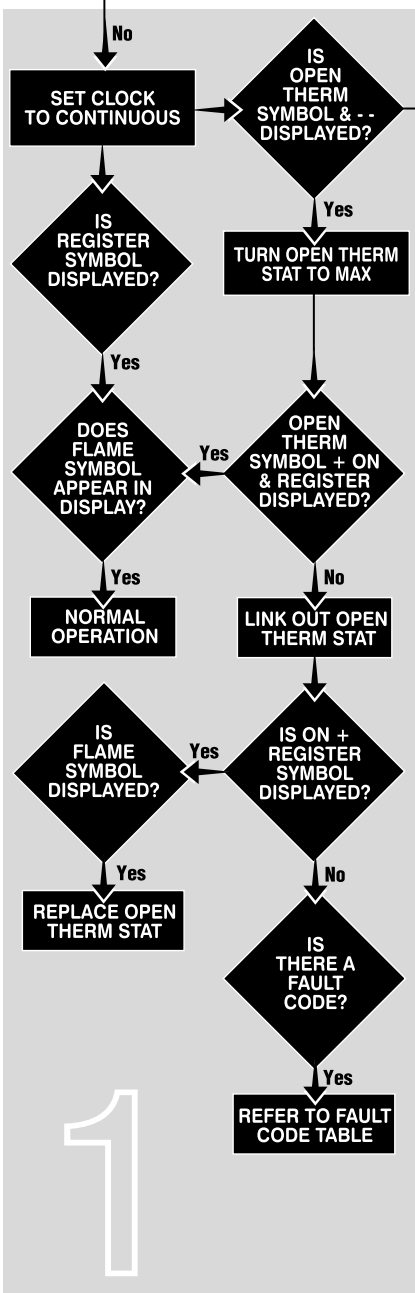 No
SET CLOCK
TO CONTINUOUS
IS
OPEN
THERM
SYMBOL & - -
DISPLAYED?
Yes
TURN OPEN THERM
STAT TO MAX
IS
REGISTER
SYMBOL
DISPLAYED?
Yes
DOES
FLAME
SYMBOL
APPEAR IN
DISPLAY?
Yes
OPEN
THERM
SYMBOL + ON
& REGISTER
DISPLAYED?
Yes
NORMAL
OPERATION
No
LINK OUT OPEN
THERM STAT
IS ON +
REGISTER
SYMBOL
DISPLAYED?
Yes
IS
FLAME
SYMBOL
DISPLAYED?
Yes
REPLACE OPEN
THERM STAT
No
IS
THERE A
FAULT
CODE?
Yes
REFER TO FAULT
CODE TABLE
1